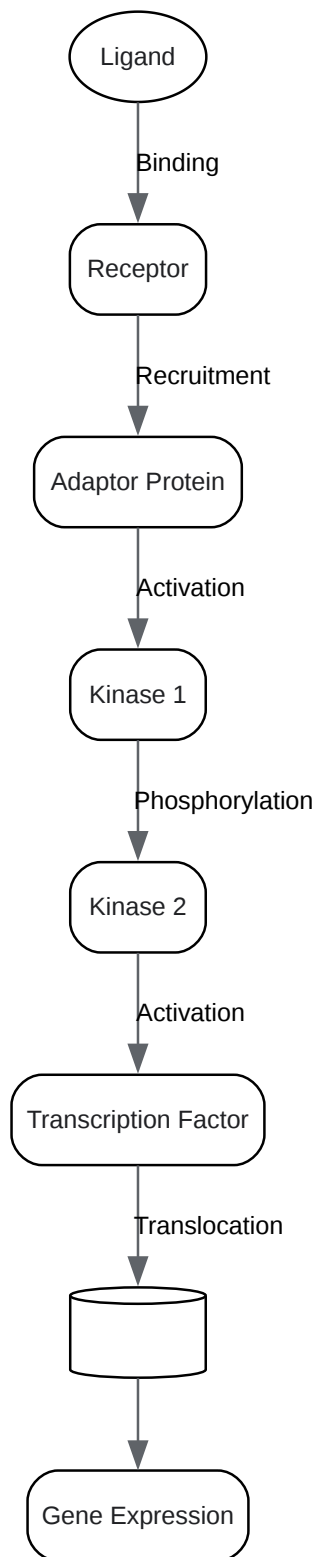 Ligand
Binding
Receptor
Recruitment
Adaptor Protein
Activation
Kinase 1
Phosphorylation
Kinase 2
Activation
Transcription Factor
Translocation
Gene Expression